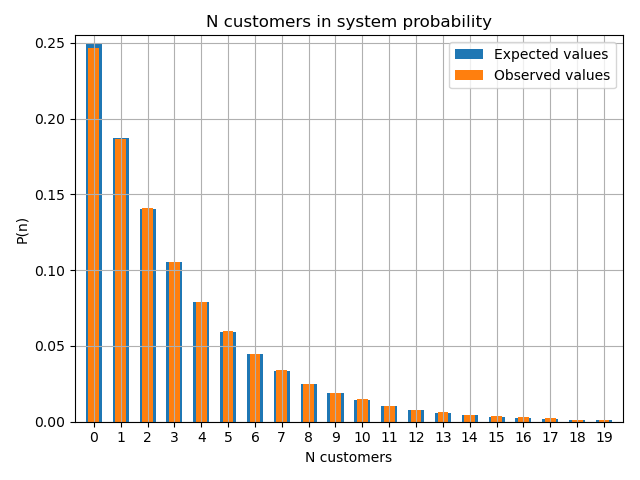 N customers in system probability
Expected values
Observed values
0.25
0.20
0.15
0.10
0.05
0.00
P(n)
0 1 2 3 4 5 6 7 8 9 10 11 12 13 14 15 16 17 18 19
N customers